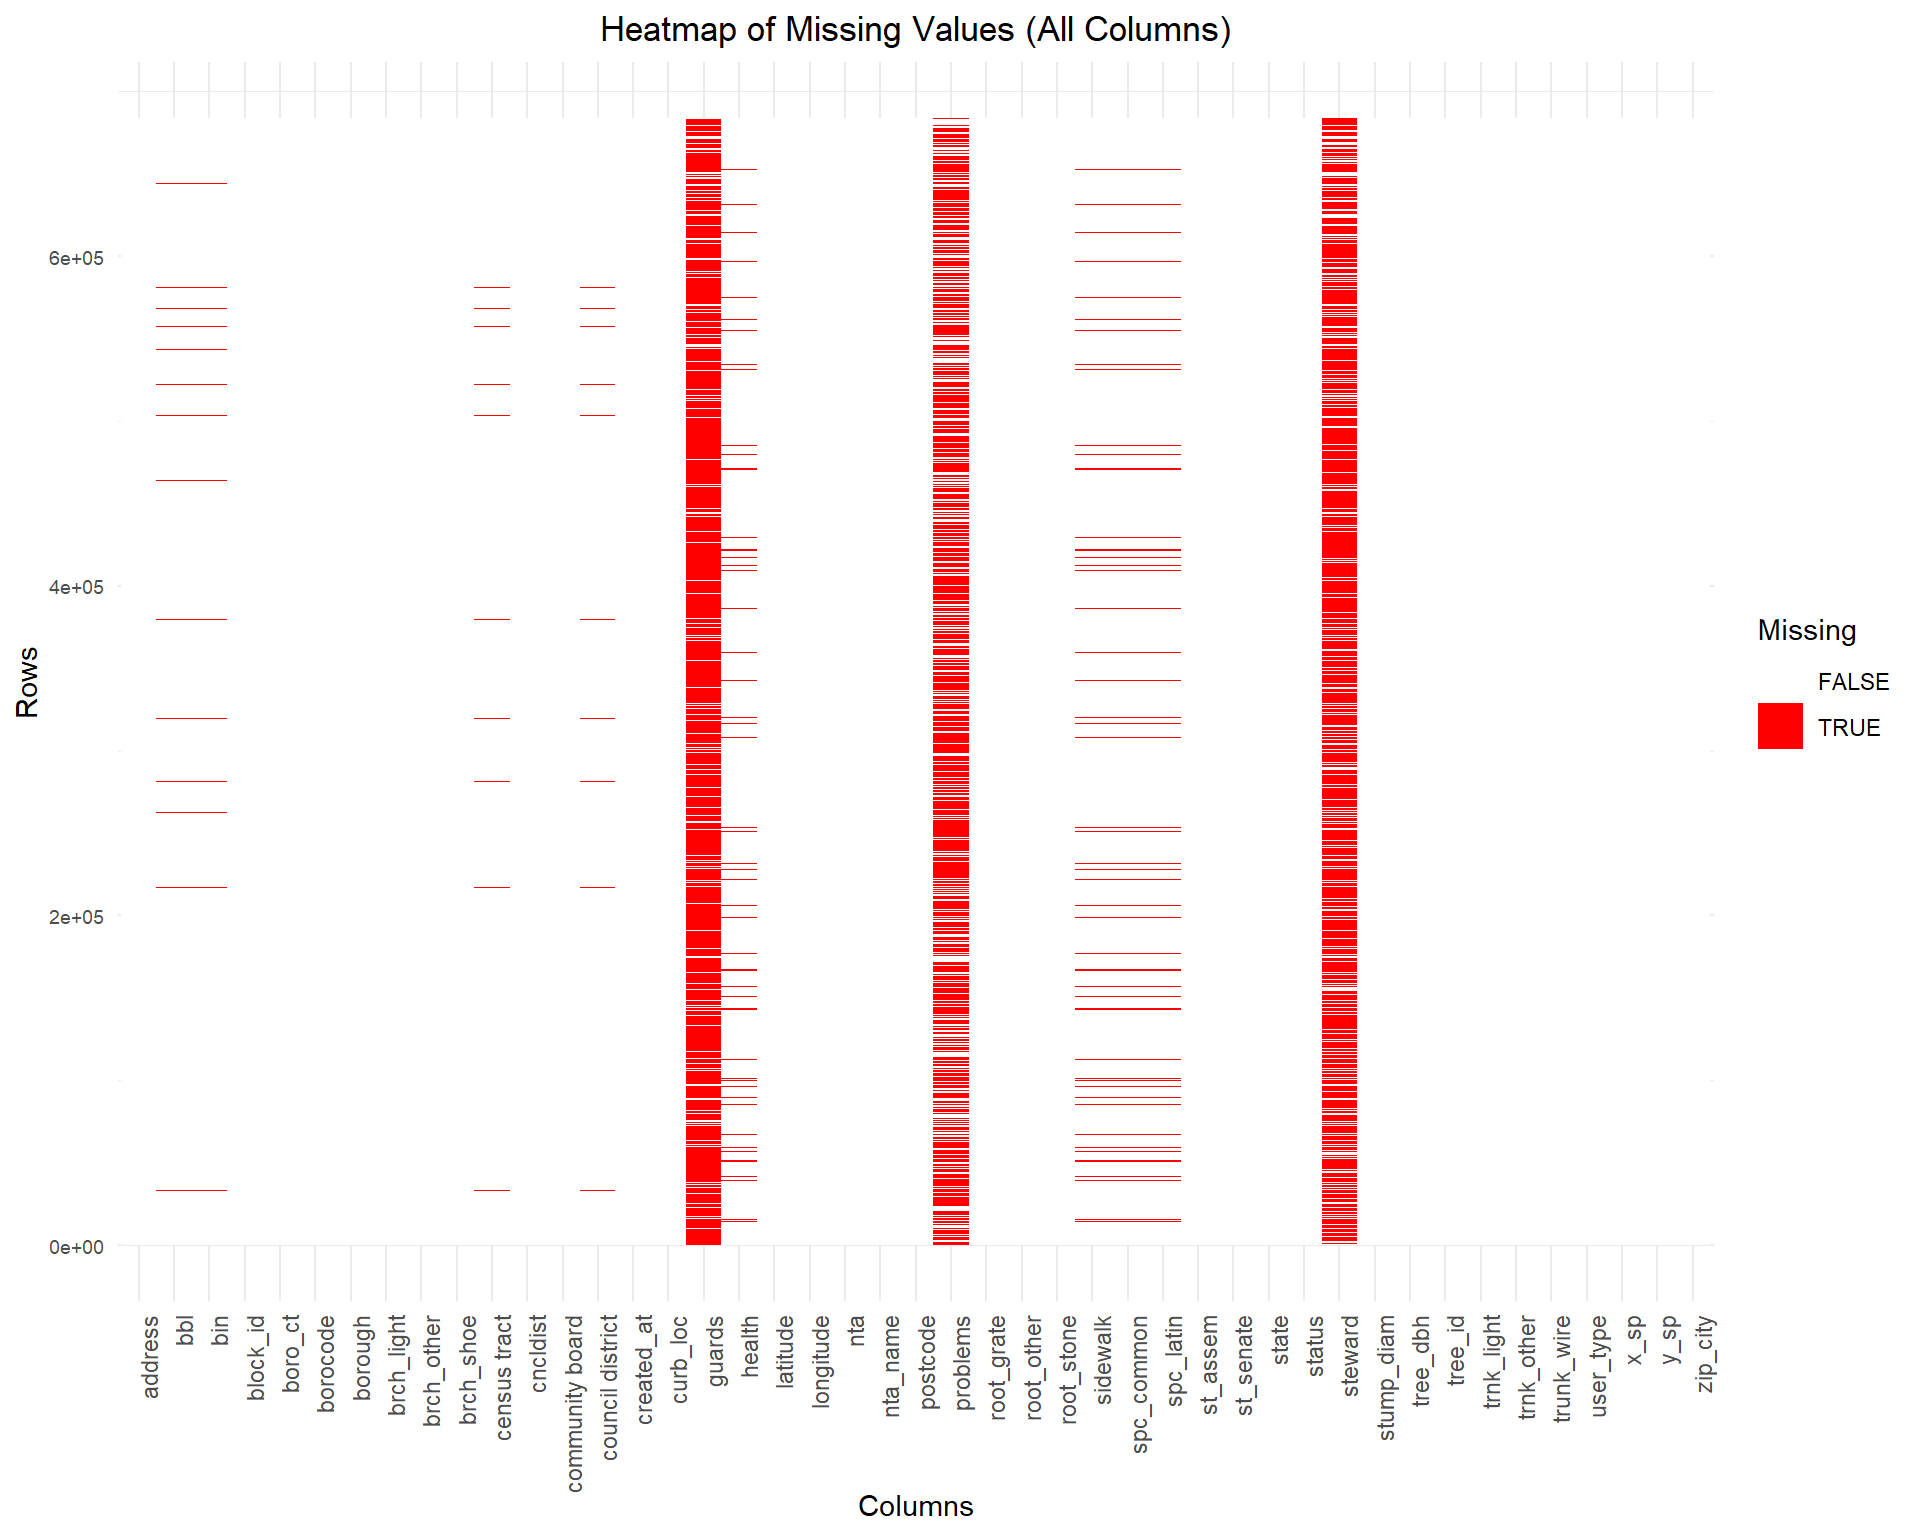 Heatmap of Missing Values (All Columns)
Rows
6e+05
4e+05
2e+05
0e+00
address
bbl
bin
block_id
boro_ct
borocode
borough
brch_light
brch_other
brch_shoe
census tract
cncldist
community board
council district
created_at
curb_loc
guards
health
latitude
longitude
nta
nta_name
postcode
problems
root_grate
root_other
root_stone
sidewalk
spc_common
spc_latin
st_assem
st_senate
state
status
steward
stump_diam
tree_dbh
tree_id
trnk_light
trnk_other
trunk_wire
user_type
x_sp
y_sp
zip_city
Columns
Missing
FALSE
TRUE